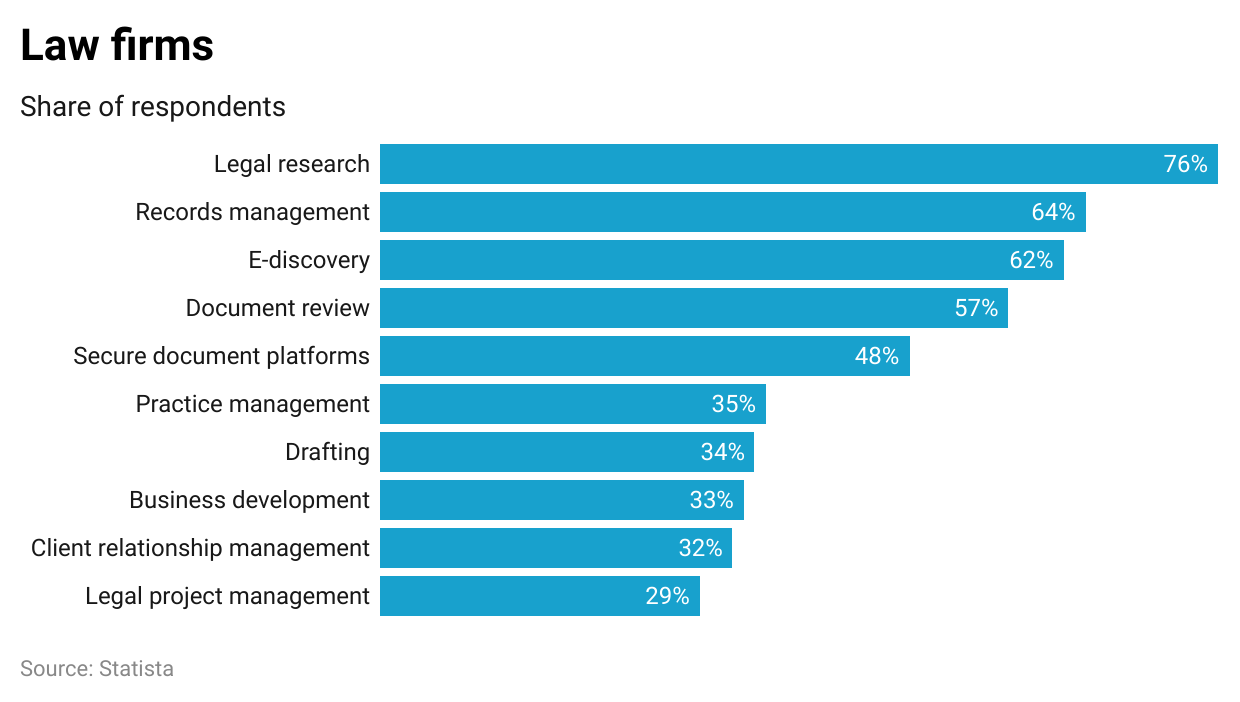 Law firms
Share of respondents
Legal research 76%
Records management 64%
E-discovery 62%
Document review 57%
Secure document platforms 48%
Practice management 35%
Drafting 34%
Business development 33%
Client relationship management 32%
Legal project management 29%
Source: Statista